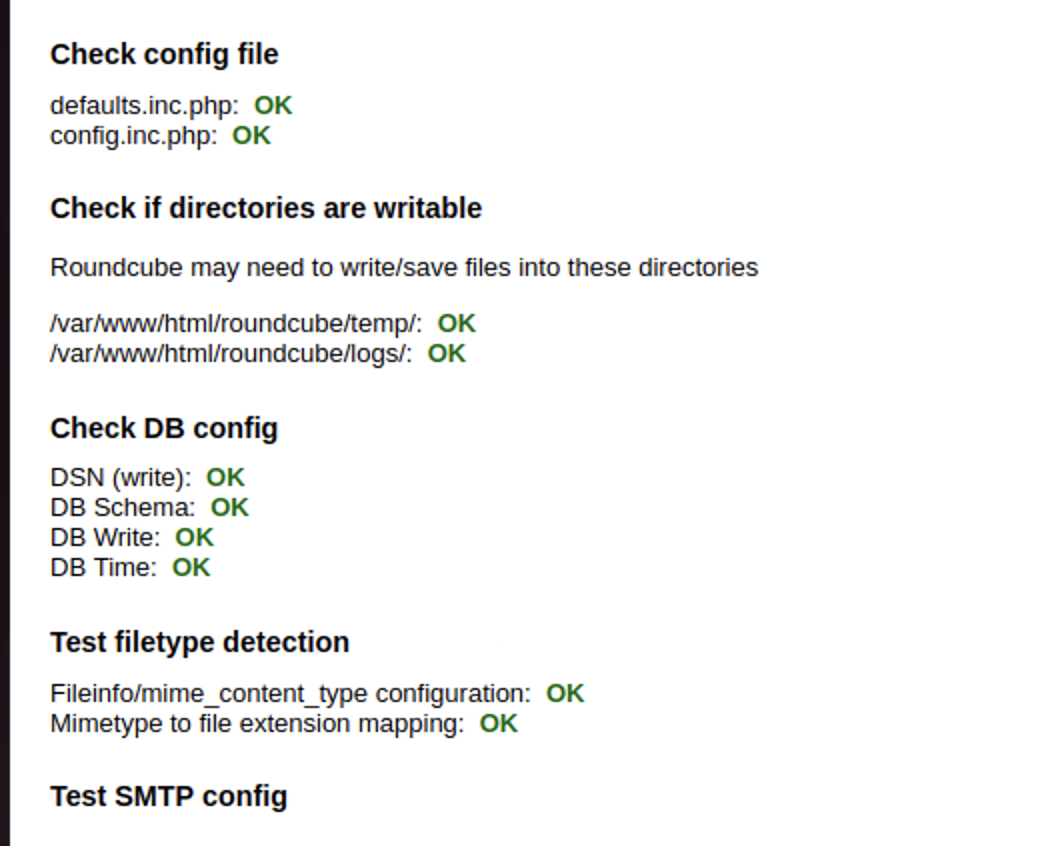 Check config file
defaults.inc.php: OK
config.inc.php: OK
Check if directories are writable
Roundcube may need to write/save files into these directories
/var/www/html/roundcube/temp/: OK
/var/www/html/roundcube/logs/: OK
Check DB config
DSN (write): OK
DB Schema: OK
DB Write: OK
DB Time: OK
Test filetype detection
Fileinfo/mime_content_type configuration: OK
Mimetype to file extension mapping: OK
Test SMTP config